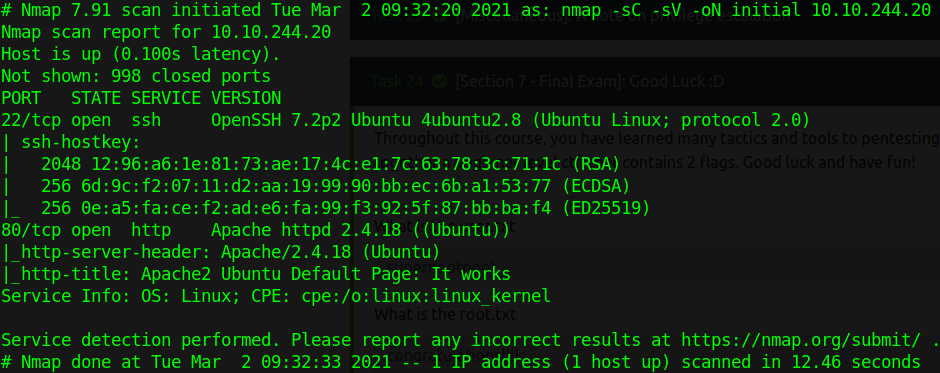 # Nmap 7.91 scan initiated Tue Mar  2 09:32:20 2021 as: nmap -sC -sV -oN initial 10.10.244.20
Nmap scan report for 10.10.244.20
Host is up (0.100s latency).
Not shown: 998 closed ports
PORT   STATE SERVICE VERSION
Task 24 [Section 7 - Final Exam]: Good Luck :D
22/tcp open  ssh     OpenSSH 7.2p2 Ubuntu 4ubuntu2.8 (Ubuntu Linux; protocol 2.0)
| ssh-hostkey:
Throughout this course, you have learned many tactics and tools to pentesting
|   2048 12:96:a6:1e:81:73:ae:17:4c:e1:7c:63:78:3c:71:1c (RSA)
contains 2 flags. Good luck and have fun!
|   256 6d:9c:f2:07:11:d2:aa:19:99:90:bb:ec:6b:a1:53:77 (ECDSA)
|_  256 0e:a5:fa:ce:f2:ad:e6:fa:99:f3:92:5f:87:bb:ba:f4 (ED25519)
80/tcp open  http    Apache httpd 2.4.18 ((Ubuntu))
|_http-server-header: Apache/2.4.18 (Ubuntu)
|_http-title: Apache2 Ubuntu Default Page: It works
Service Info: OS: Linux; CPE: cpe:/o:linux:linux_kernel
What is the root.txt
Service detection performed. Please report any incorrect results at https://nmap.org/submit/ .
# Nmap done at Tue Mar  2 09:32:33 2021 -- 1 IP address (1 host up) scanned in 12.46 seconds